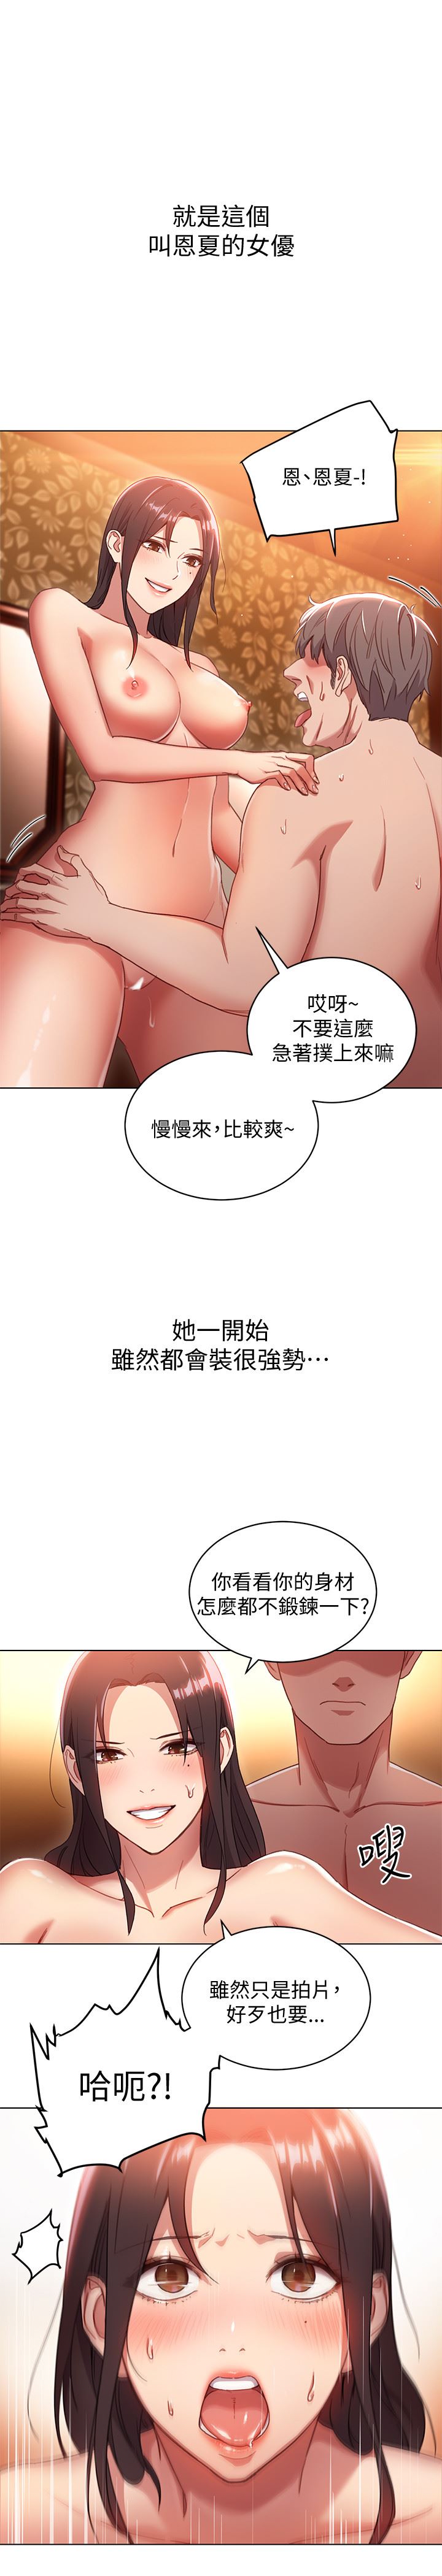 就是這個
叫恩夏的女優
恩、恩夏-!
哎呀~
不要這麼
急著撲上來嘛
慢慢來，比較爽~
她一開始
雖然都會裝很強勢…
你看看你的身材
怎麼都不鍛鍊一下?
嗖
雖然只是拍片，
好歹也要...
哈呃?!